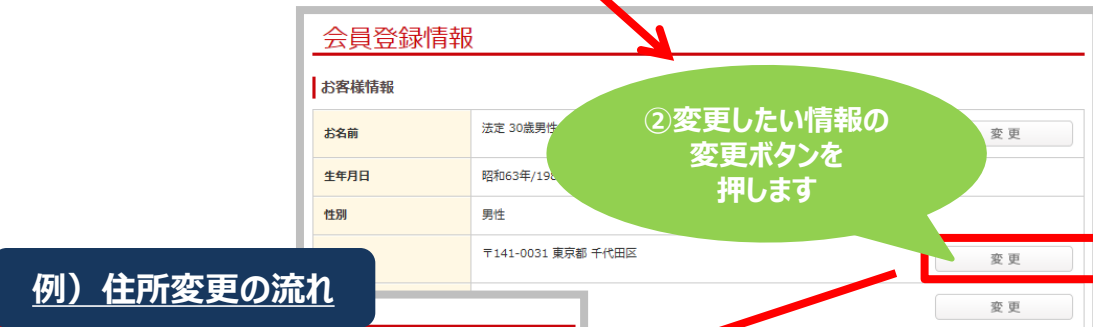 会員登録情報
お客様情報
お名前
法定 30歳男性
変更
②変更したい情報の
変更ボタンを
押します
生年月日
昭和63年/198
性別
男性
〒141-0031 東京都 千代田区
変更
例）住所変更の流れ
変更